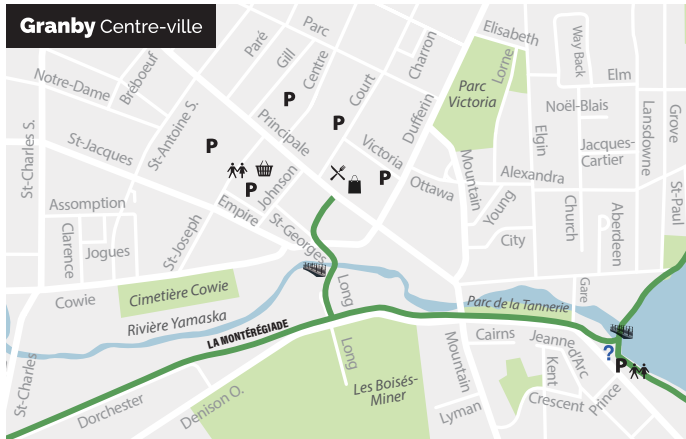 Granby Centre-ville
Parc
Elisabeth
Paré
Gill
Centre
Charron
Lorne
Way Back
Notre-Dame
Brébœuf
Court
Parc
Victoria
Elm
P
Noël-Blais
Lansdowne
Grove
St-Antoine S.
Principale
P
Dufferin
Elgin
St-Charles S.
St-Jacques
P
Victoria
Jacques-
Cartier
Mountain
Alexandra
P
Johnson
P
Ottawa
Young
St-Paul
Assomption
Empire
St-Georges
Church
Aberdeen
Clarence
Jogues
St-Joseph
City
Long
Gare
Cowie
Cimetière Cowie
Parc de la Tannerie
Rivière Yamaska
LA MONTÉRÉGIADE
Cairns
Jeanne
d'Arc
?
P
Long
Mountain
Kent
St-Charles
Les Boisés-
Miner
Dorchester
Denison O.
Lyman
Crescent
Prince